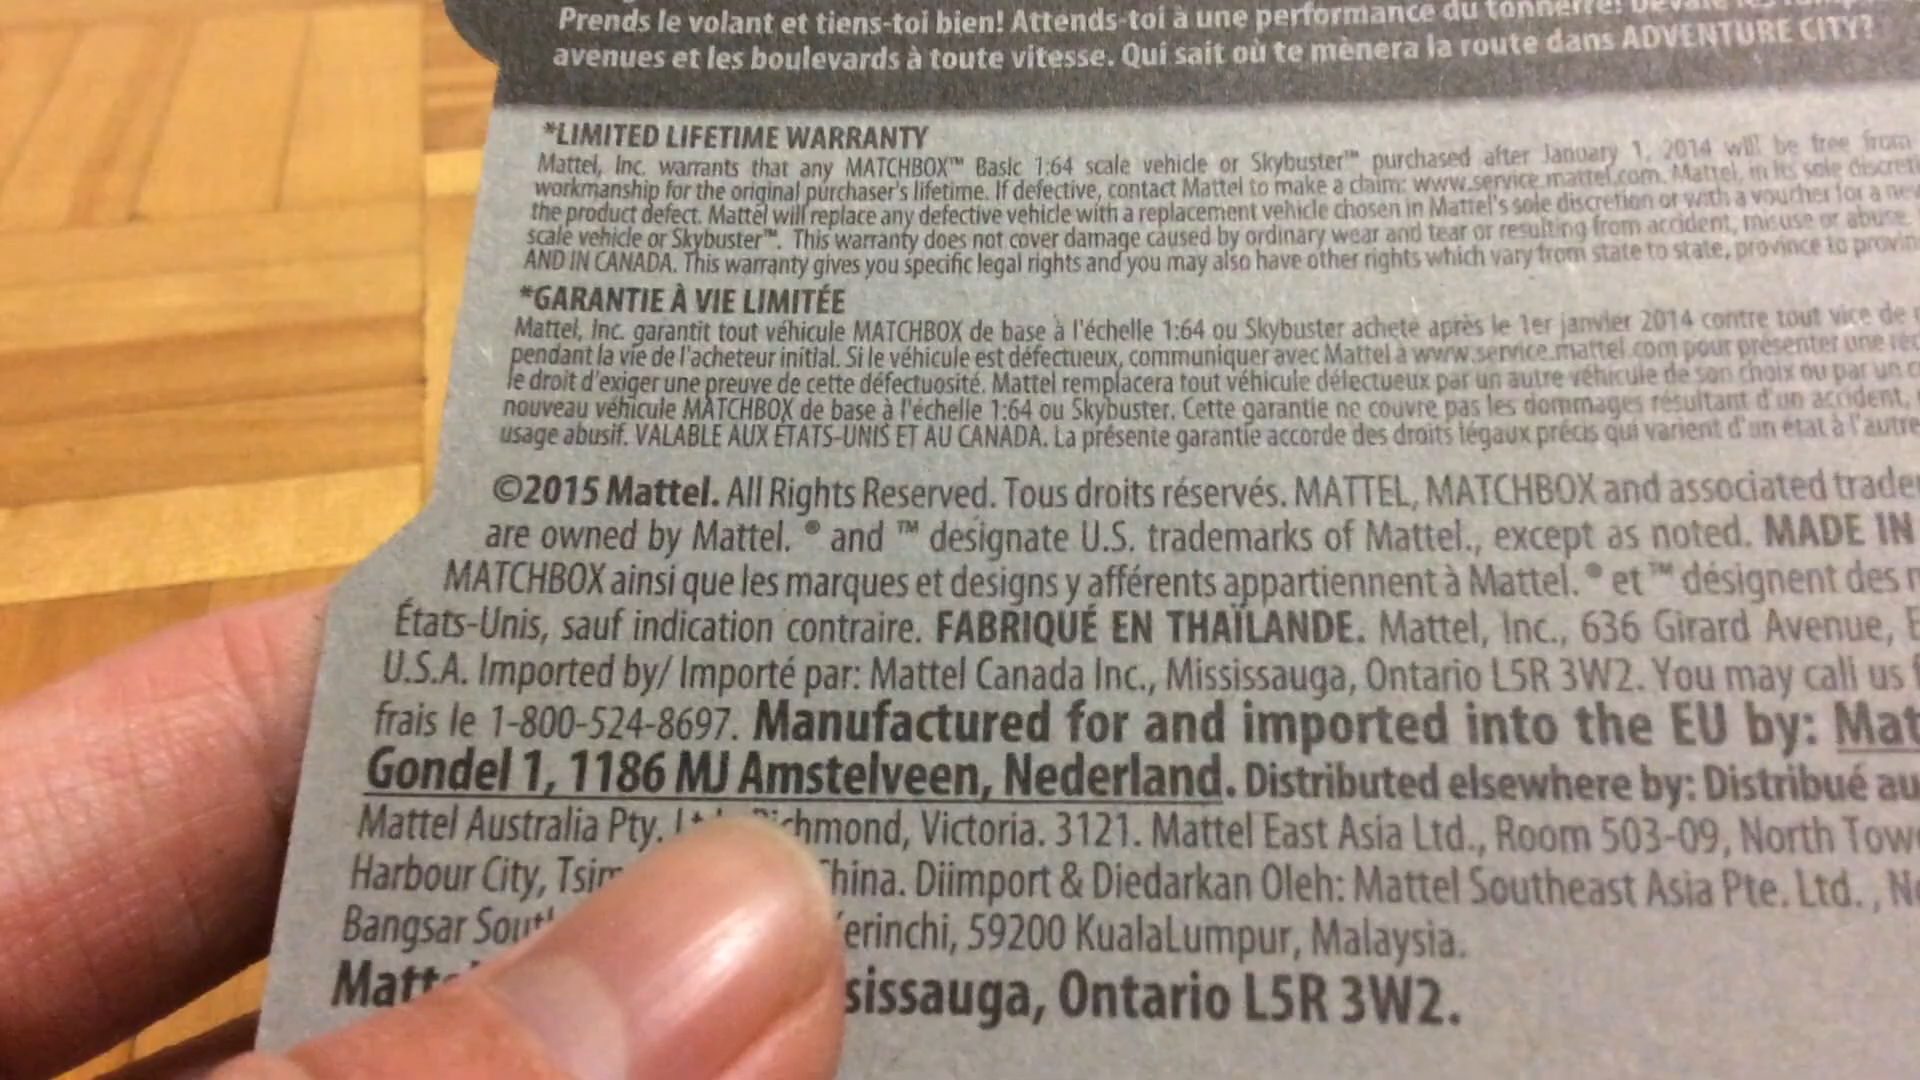 Prends le volant et tiens-toi bien! Attends-toi à une performance du tonnerre!
avenues et les boulevards à toute vitesse. Qui sait où te mènera la route dans ADVENTURE CITY?
*LIMITED LIFETIME WARRANTY
Mattel, Inc. warrants that any MATCHBOX™ Basic 1:64 scale vehicle or Skybuster™ purchased after January 1, 2014 will be free from
workmanship for the original purchaser's lifetime. If defective, contact Mattel to make a claim: www.service.mattel.com. Mattel, in its sole
the product defect. Mattel will replace any defective vehicle with a replacement vehicle chosen in Mattel's sole discretion or with a voucher for a
scale vehicle or Skybuster™. This warranty does not cover damage caused by ordinary wear and tear or resulting from accident, misuse or abuse.
AND IN CANADA. This warranty gives you specific legal rights and you may also have other rights which vary from state to state, province to
*GARANTIE À VIE LIMITÉE
Mattel, Inc. garantit tout véhicule MATCHBOX de base à l'échelle 1:64 ou Skybuster acheté après le 1er janvier 2014 contre tout vice de
pendant la vie de l'acheteur initial. Si le véhicule est défectueux, communiquer avec Mattel à www.service.mattel.com pour présenter une
le droit d'exiger une preuve de cette défectuosité. Mattel remplacera tout véhicule défectueux par un autre véhicule de son choix ou par un
nouveau véhicule MATCHBOX de base à l'échelle 1:64 ou Skybuster. Cette garantie ne couvre pas les dommages résultant d'un accident,
usage abusif. VALABLE AUX ÉTATS-UNIS ET AU CANADA. La présente garantie accorde des droits légaux précis qui varient d'un état à l'autre
©2015 Mattel. All Rights Reserved. Tous droits réservés. MATTEL, MATCHBOX and associated
are owned by Mattel. ® and ™ designate U.S. trademarks of Mattel., except as noted. MADE IN
MATCHBOX ainsi que les marques et designs y afférents appartiennent à Mattel. ® et ™ désignent des
États-Unis, sauf indication contraire. FABRIQUÉ EN THAÏLANDE. Mattel, Inc., 636 Girard Avenue,
U.S.A. Imported by/ Importé par: Mattel Canada Inc., Mississauga, Ontario L5R 3W2. You may call us
frais le 1-800-524-8697. Manufactured for and imported into the EU by: Mat
Gondel 1, 1186 MJ Amstelveen, Nederland. Distributed elsewhere by: Distribué au
Mattel Australia Pty. chmond, Victoria. 3121. Mattel East Asia Ltd., Room 503-09, North Tow
Harbour City, Tsim hina. Diimport & Diedarkan Oleh: Mattel Southeast Asia Pte. Ltd.,
Bangsar Sout erinchi, 59200 KualaLumpur, Malaysia.
Matt sissauga, Ontario L5R 3W2.